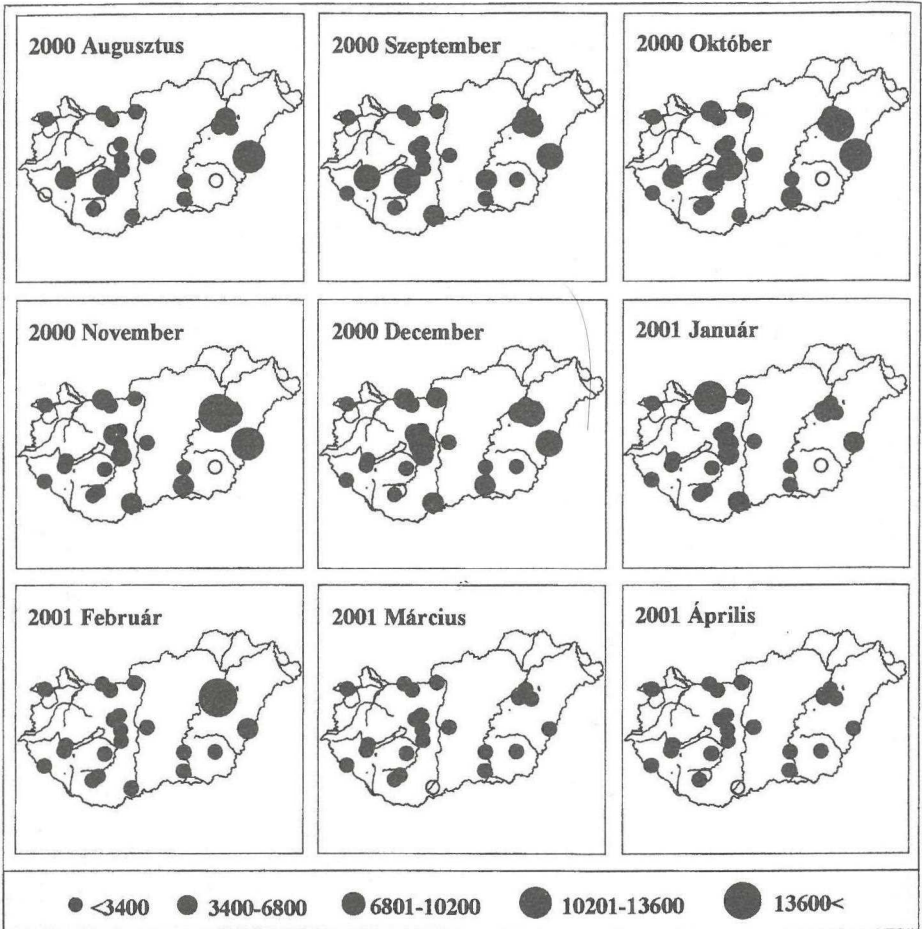 2000 Augusztus
2000 Szeptember
2000 Október
2000 November
2000 December
2001 Január
2001 Február
2001 Március
2001 Április
<3400 3400-6800 6801-10200 10201-13600 13600<